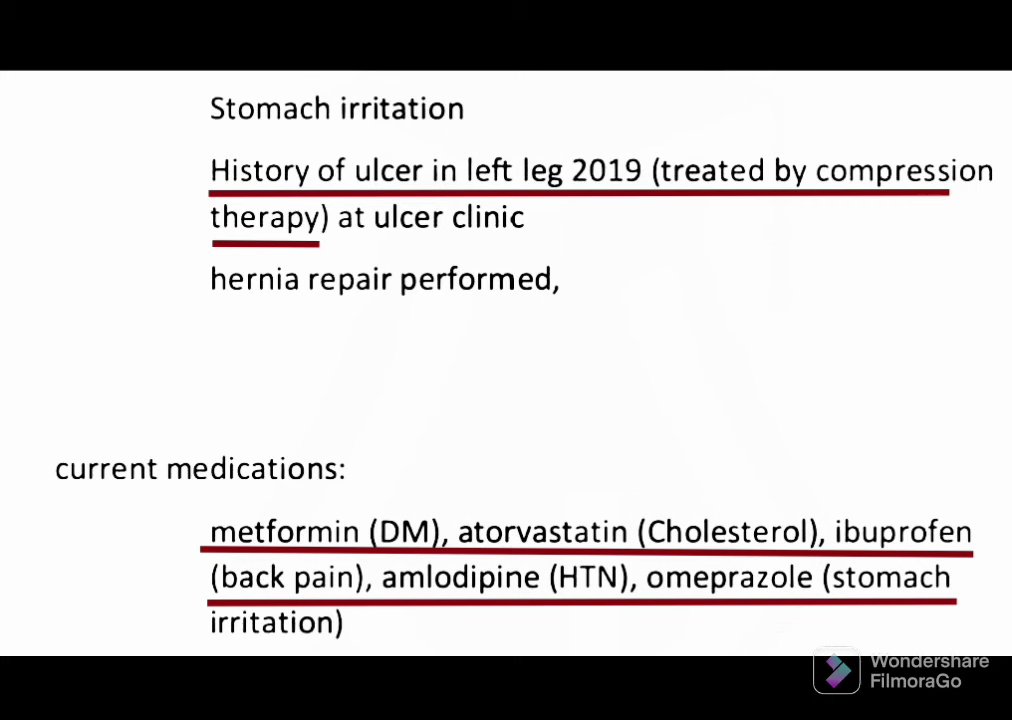 Stomach irritation
History of ulcer in left leg 2019 (treated by compression
therapy) at ulcer clinic
hernia repair performed,
current medications:
metformin (DM), atorvastatin (Cholesterol), ibuprofen
(back pain), amlodipine (HTN), omeprazole (stomach
irritation)
Wondershare
FilmoraGo